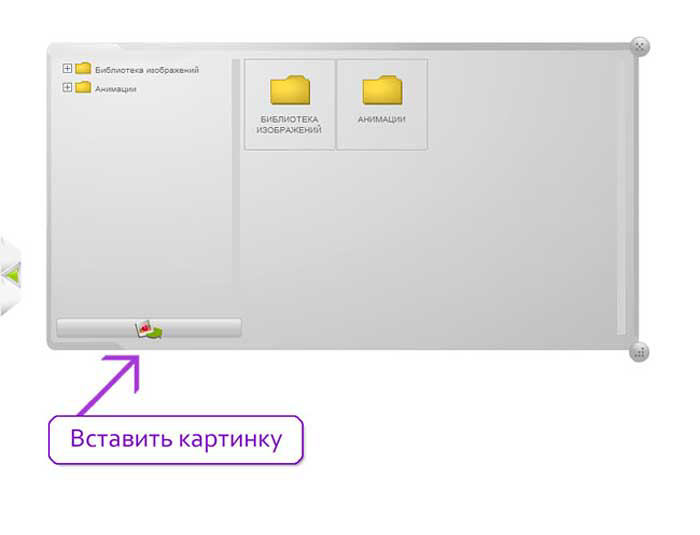 Библиотека изображений
Анимации
БИБЛИОТЕКА
ИЗОБРАЖЕНИЙ
АНИМАЦИИ
Вставить картинку